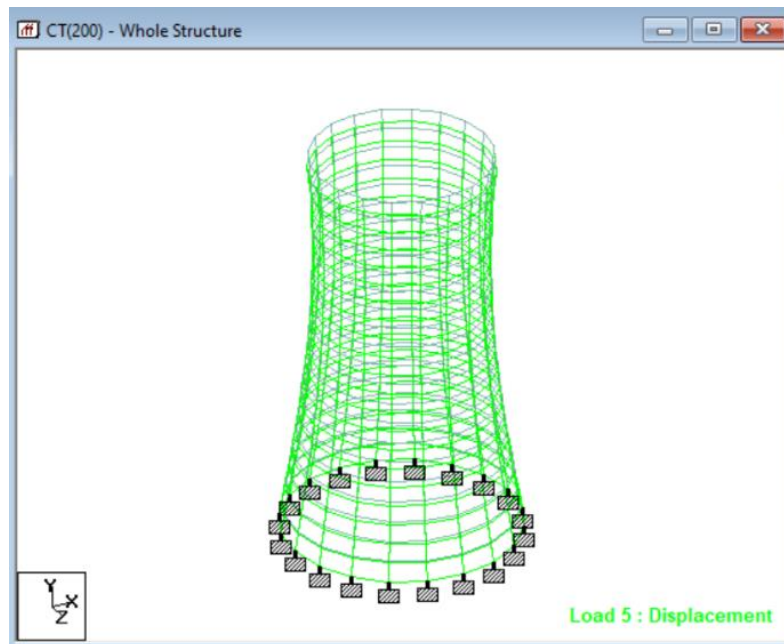 CT(200) - Whole Structure
Y
X
Z
Load 5 : Displacement